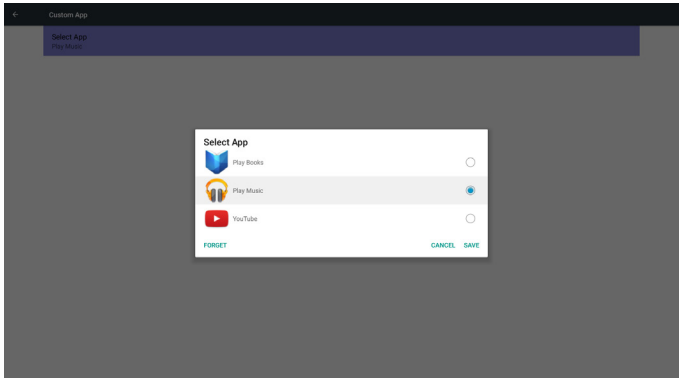 Custom App
Select App
Play Music
Select App
Play Books
Play Music
YouTube
FORGET CANCEL SAVE